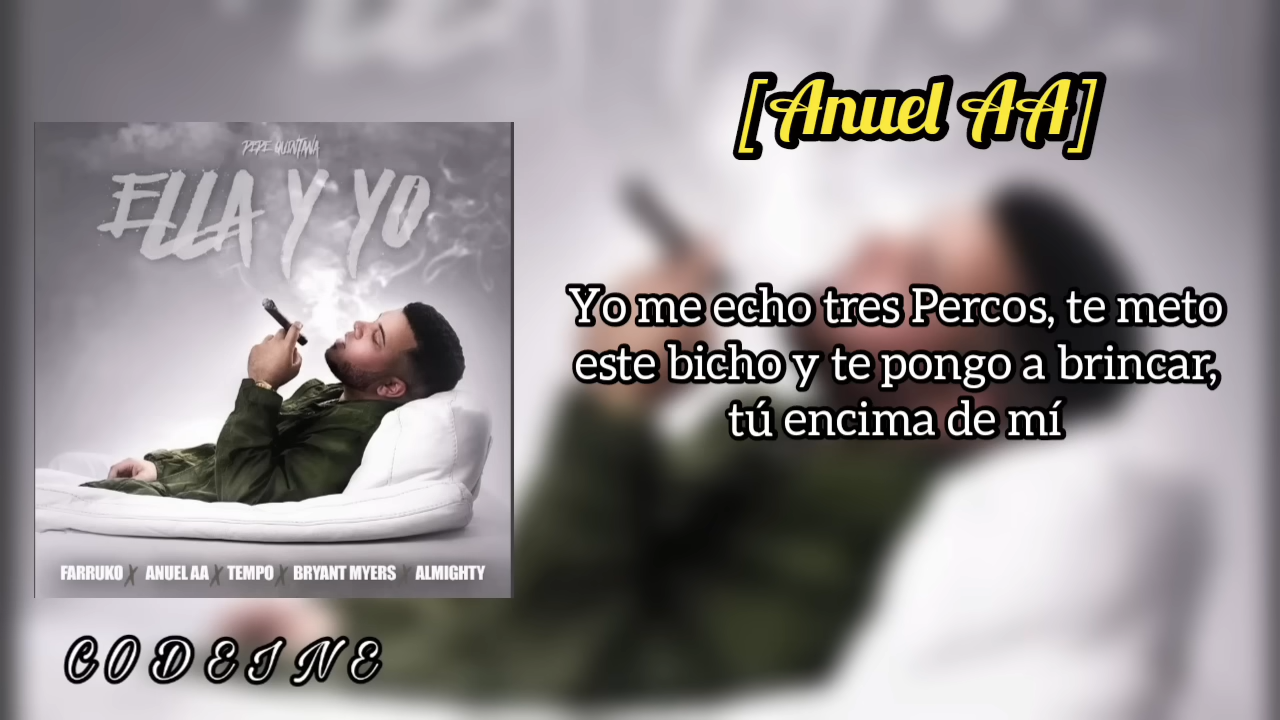 [Anuel AA]
PEPE QUINTANA
ELLA Y YO
Yo me echo tres Percos, te meto
este bicho y te pongo a brincar,
tú encima de mí
FARRUKO X ANUEL AA X TEMPO X BRYANT MYERS X ALMIGHTY
CODEINE